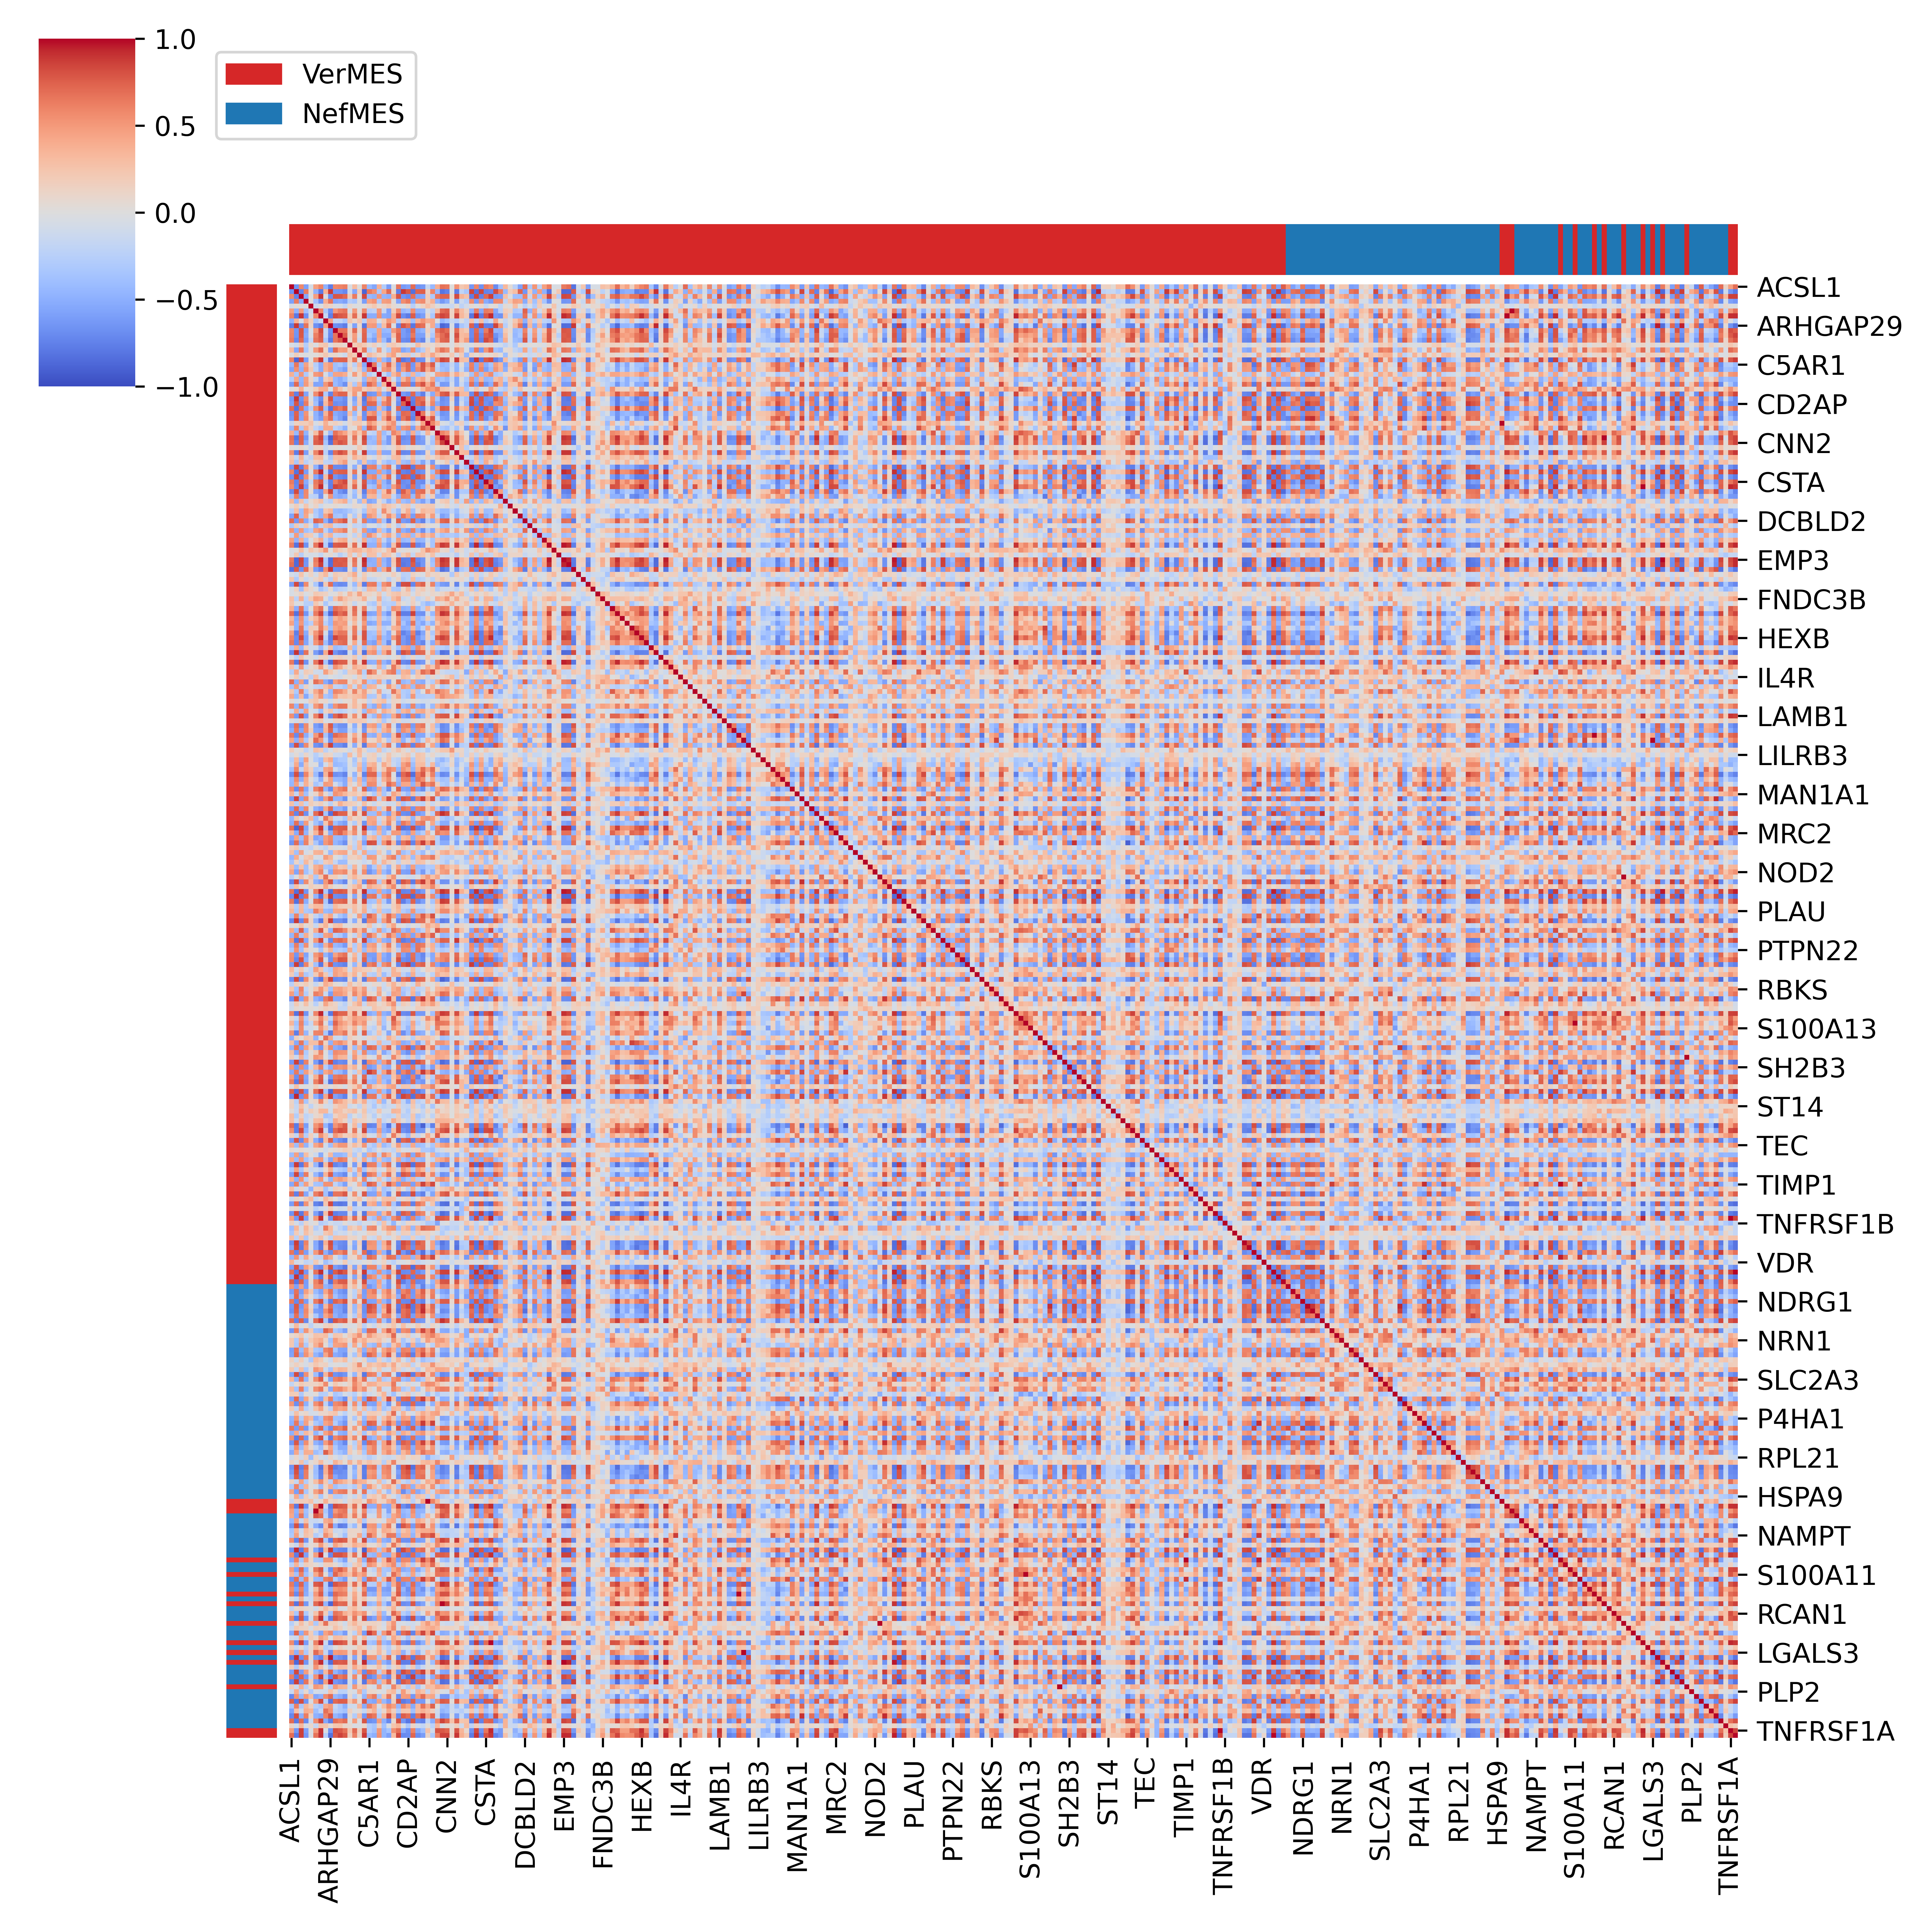 1.0
0.5
0.0
−0.5
−1.0
VerMES
NefMES
ACSL1
ARHGAP29
C5AR1
CD2AP
CNN2
CSTA
DCBLD2
EMP3
FNDC3B
HEXB
IL4R
LAMB1
LILRB3
MAN1A1
MRC2
NOD2
PLAU
PTPN22
RBKS
S100A13
SH2B3
ST14
TEC
TIMP1
TNFRSF1B
VDR
NDRG1
NRN1
SLC2A3
P4HA1
RPL21
HSPA9
NAMPT
S100A11
RCAN1
LGALS3
PLP2
TNFRSF1A
ACSL1
ARHGAP29
C5AR1
CD2AP
CNN2
CSTA
DCBLD2
EMP3
FNDC3B
HEXB
IL4R
LAMB1
LILRB3
MAN1A1
MRC2
NOD2
PLAU
PTPN22
RBKS
S100A13
SH2B3
ST14
TEC
TIMP1
TNFRSF1B
VDR
NDRG1
NRN1
SLC2A3
P4HA1
RPL21
HSPA9
NAMPT
S100A11
RCAN1
LGALS3
PLP2
TNFRSF1A